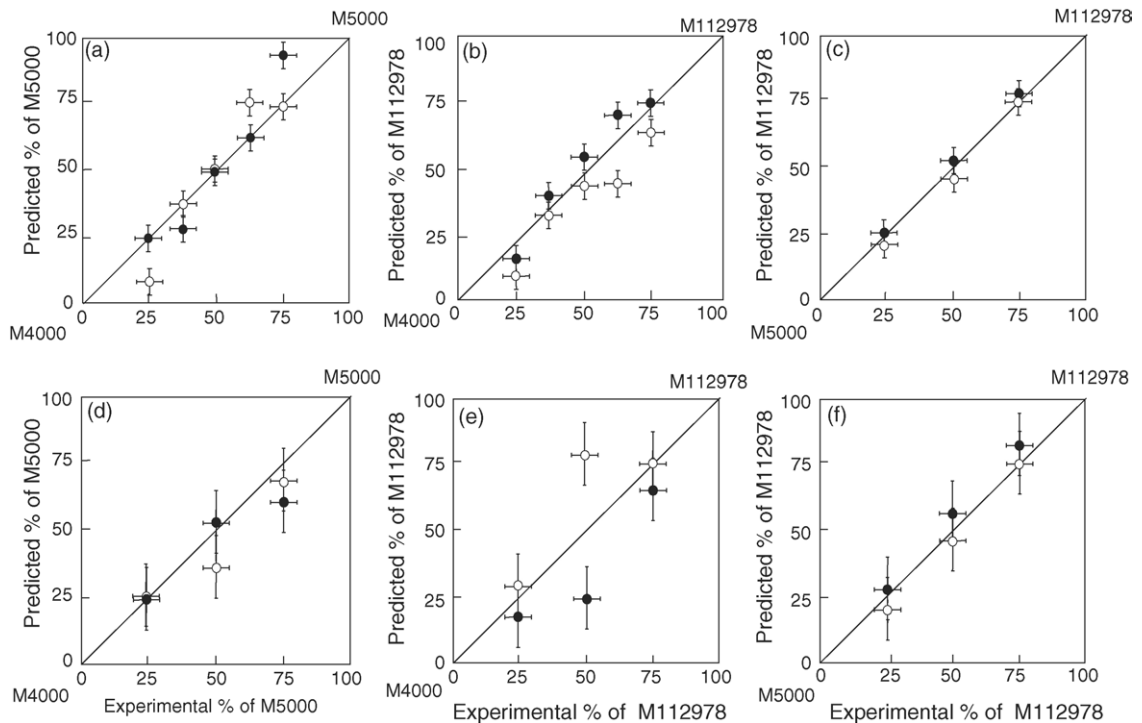 M5000
M112978
M112978
(a)
(b)
(c)
Predicted % of M5000
100
75
50
25
0
0
25
50
75
100
M4000
Predicted % of M112978
100
75
50
25
0
0
25
50
75
100
M4000
Predicted % of M112978
100
75
50
25
0
0
25
50
75
100
M5000
M5000
M112978
M112978
(d)
(e)
(f)
Predicted % of M5000
100
75
50
25
0
0
25
50
75
100
M4000
Experimental % of M5000
Predicted % of M112978
100
75
50
25
0
0
25
50
75
100
M4000
Experimental % of M112978
Predicted % of M112978
100
75
50
25
0
0
25
50
75
100
M5000
Experimental % of M112978